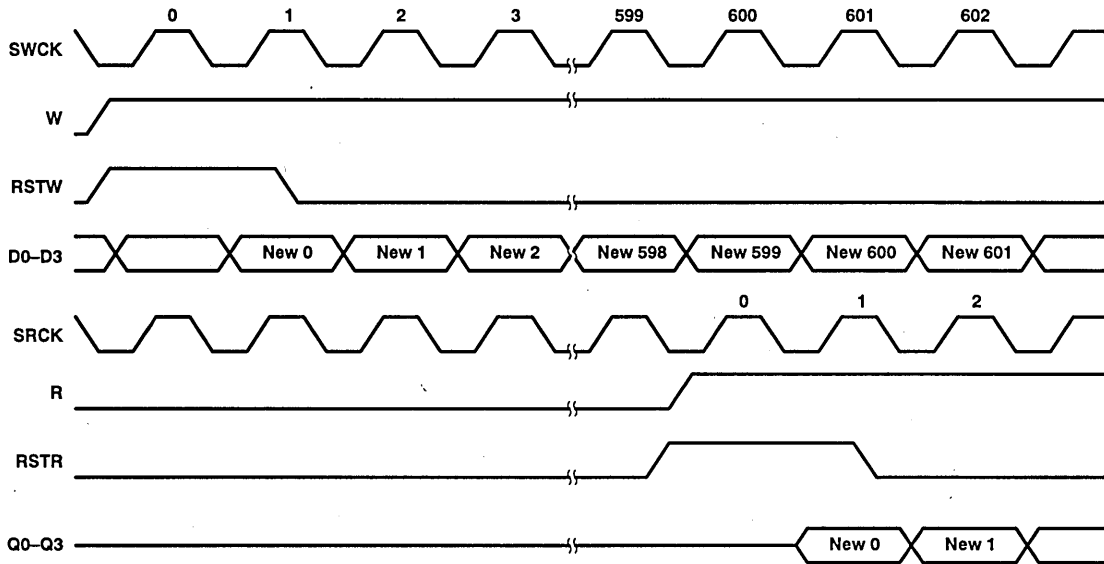 0 1 2 3 599 600 601 602
SWCK
W
RSTW
D0–D3 New 0 New 1 New 2 New 598 New 599 New 600 New 601
0 1 2
SRCK
R
RSTR
Q0–Q3 New 0 New 1